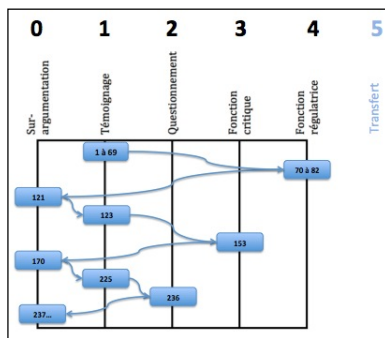 0 1 2 3 4 5
Sur-
argumentation
Témoignage
Questionnement
Fonction
critique
Fonction
régulatrice
Transfert
1 à 69
70 à 82
121
123
153
170
225
236
237...